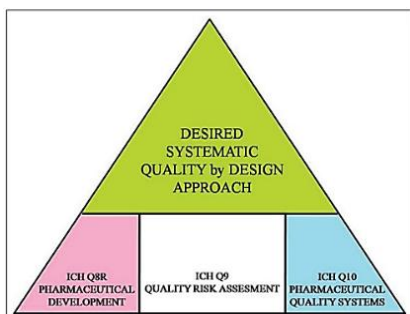 DESIRED
SYSTEMATIC
QUALITY by DESIGN
APPROACH
ICH Q8R
PHARMACEUTICAL
DEVELOPMENT
ICH Q9
QUALITY RISK ASSESMENT
ICH Q10
PHARMACEUTICAL
QUALITY SYSTEMS